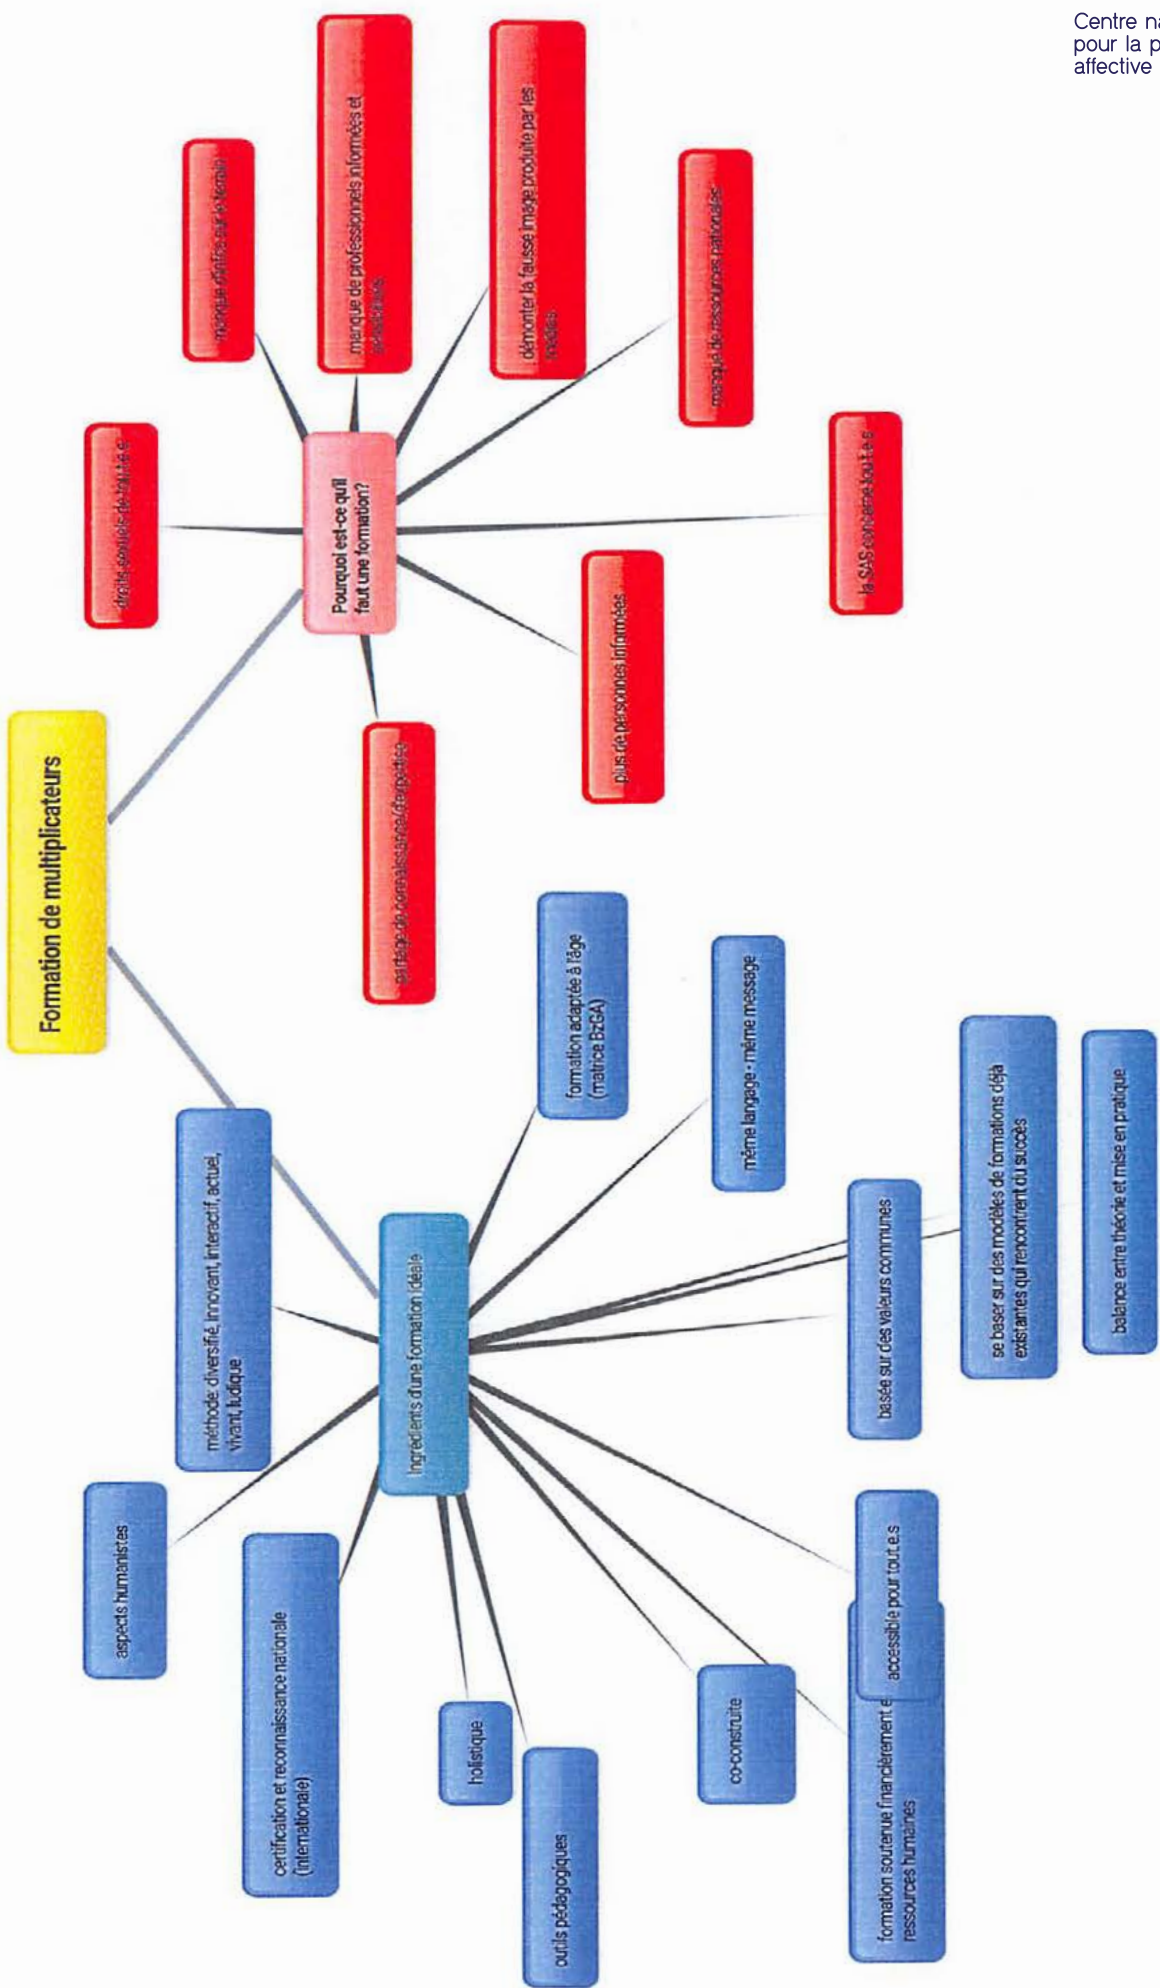 Centre na
pour la p
affective
Formation de multiplicateurs
Pourquoi est-ce qu'il
faut une formation?
droits sexuels de tout.e.s
manque d'infos sur le terrain
manque de professionnels informées et
démonter la fausse image produite par les
médias
manque de ressources nationales
la SAS concerne tout.e.s
plus de personnes informées
partage de connaissance/d'expertise
Ingrédients d'une formation idéale
méthode: diversifié, innovant, interactif, actuel,
vivant, ludique
aspects humanistes
certification et reconnaissance nationale
(internationale)
holistique
outils pédagogiques
co-construite
formation soutenue financièrement e
ressources humaines
accessible pour tout.e.s
basée sur des valeurs communes
se baser sur des modèles de formations déjà
existantes qui rencontrent du succès
balance entre théorie et mise en pratique
même langage - même message
formation adaptée à l'âge
(matrice BzGA)